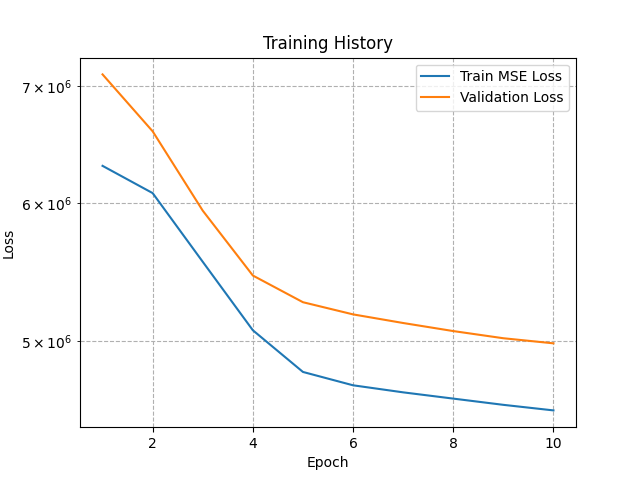 Training History
Train MSE Loss
Validation Loss
7 × 10⁶
6 × 10⁶
5 × 10⁶
Loss
2
4
6
8
10
Epoch